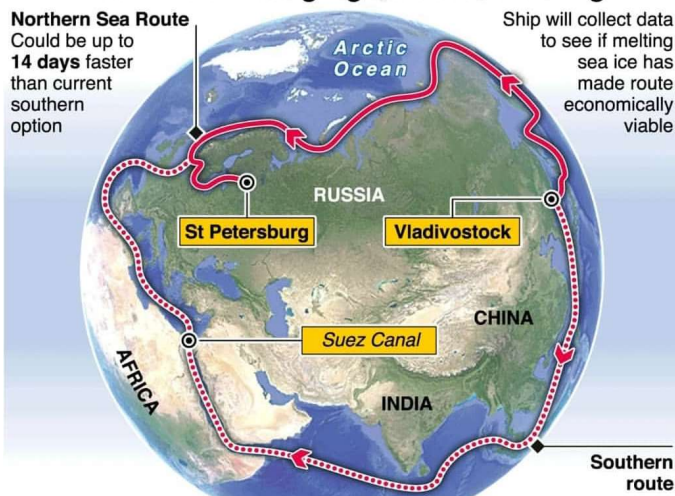 Northern Sea Route
Could be up to
14 days faster
than current
southern
option
Ship will collect data
to see if melting
sea ice has
made route
economically
viable
Arctic
Ocean
RUSSIA
St Petersburg
Vladivostock
CHINA
Suez Canal
AFRICA
INDIA
Southern
route